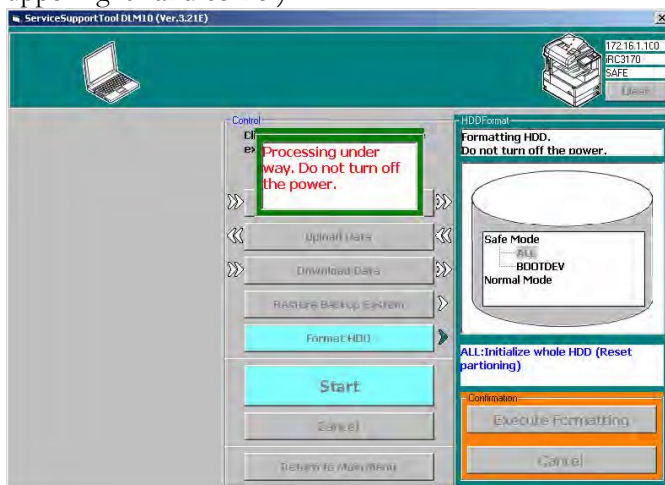 ServiceSupportTool DLM10 (Ver.3.21E)
172.16.1.100
iRC3170
SAFE
Clear
Control
Processing under
way. Do not turn off
the power.
Upload Data
Download Data
Restore Backup System
Format HDD
Start
Cancel
Return to Main Menu
HDDFormat
Formatting HDD.
Do not turn off the power.
Safe Mode
ALL
BOOTDEV
Normal Mode
ALL:Initialize whole HDD (Reset
partioning)
Confirmation
Execute Formatting
Cancel